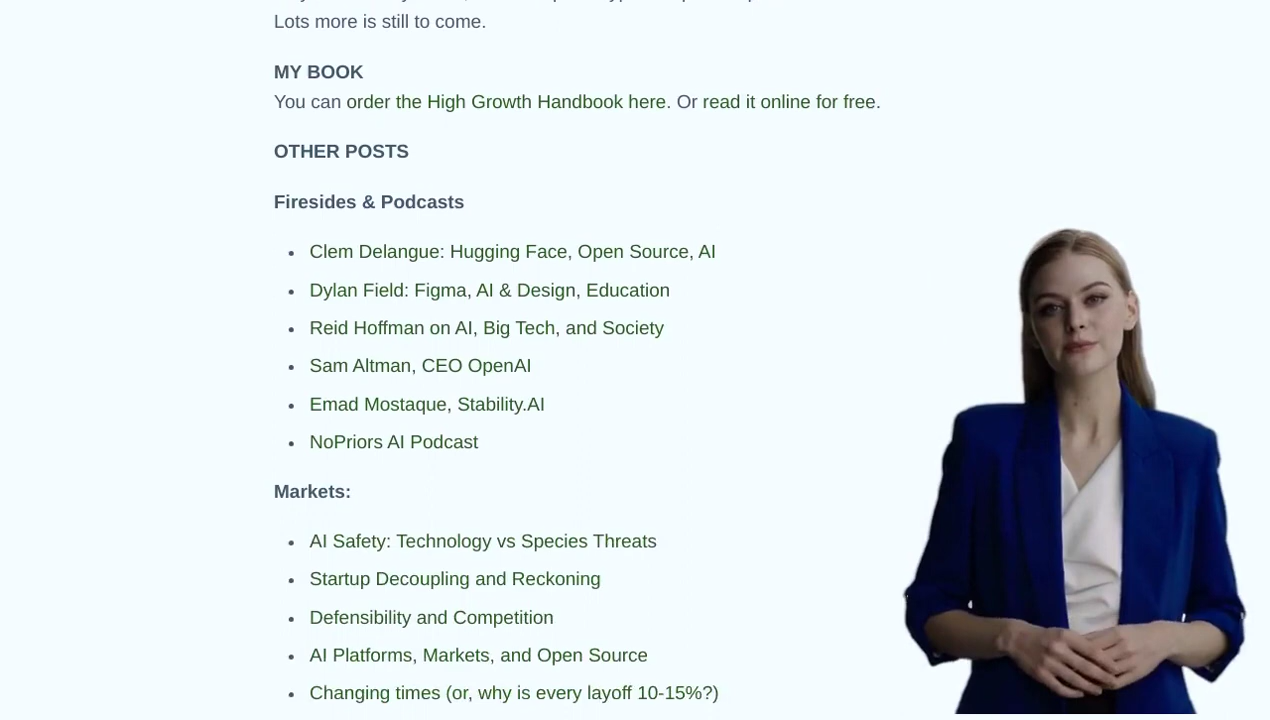 Lots more is still to come.
MY BOOK
You can order the High Growth Handbook here. Or read it online for free.
OTHER POSTS
Firesides & Podcasts
• Clem Delangue: Hugging Face, Open Source, AI
• Dylan Field: Figma, AI & Design, Education
• Reid Hoffman on AI, Big Tech, and Society
• Sam Altman, CEO OpenAI
• Emad Mostaque, Stability.AI
• NoPriors AI Podcast
Markets:
• AI Safety: Technology vs Species Threats
• Startup Decoupling and Reckoning
• Defensibility and Competition
• AI Platforms, Markets, and Open Source
• Changing times (or, why is every layoff 10-15%?)